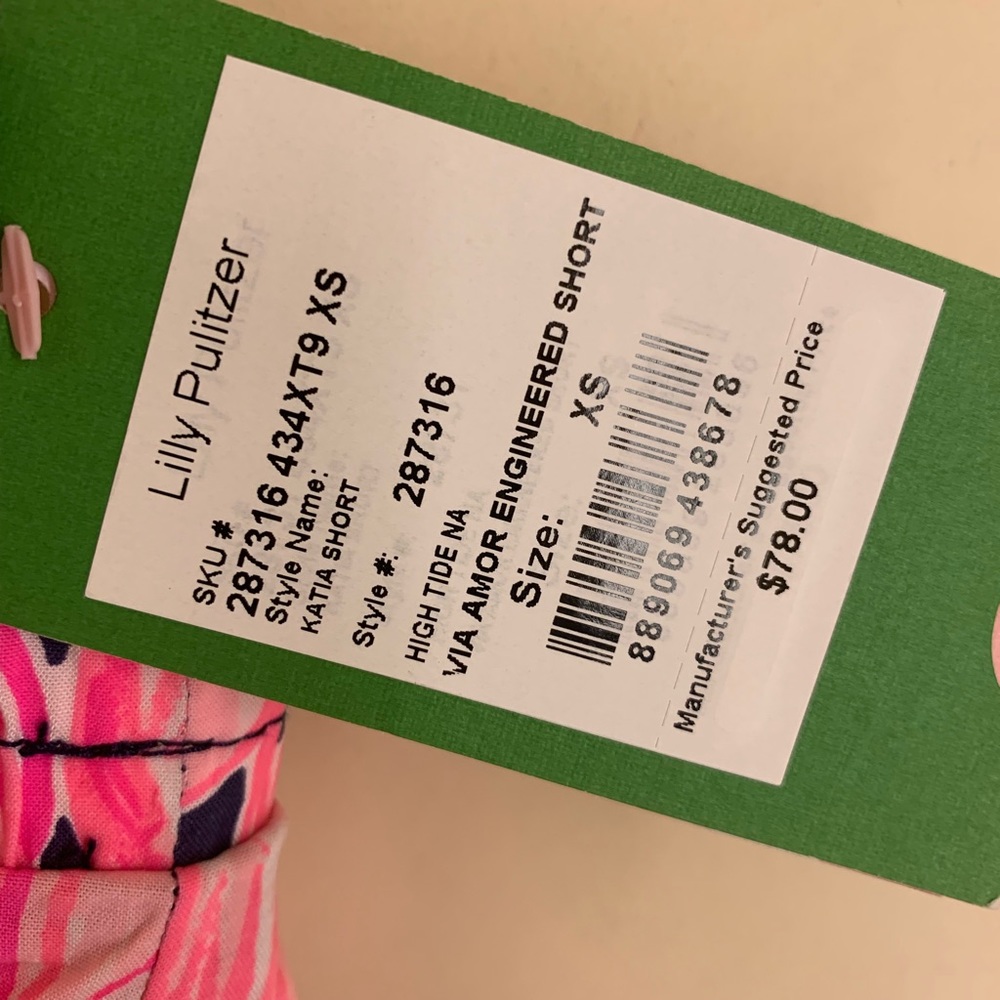 Lilly Pulitzer
SKU #
287316 434XT9 XS
Style Name:
KATIA SHORT
Style #: 287316
HIGH TIDE NA
VIA AMOR ENGINEERED SHORT
Size: XS
889069 438678
Manufacturer's Suggested Price
$78.00